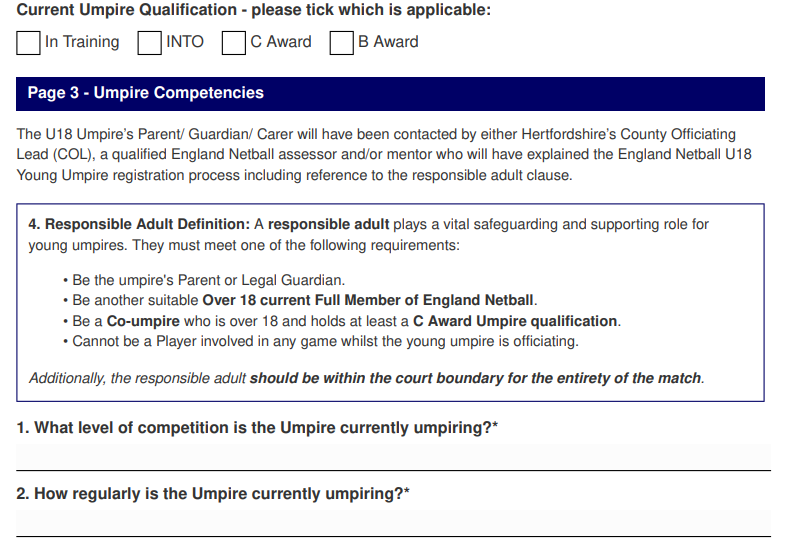 Current Umpire Qualification - please tick which is applicable:
In Training INTO C Award B Award
Page 3 - Umpire Competencies
The U18 Umpire's Parent/ Guardian/ Carer will have been contacted by either Hertfordshire's County Officiating
Lead (COL), a qualified England Netball assessor and/or mentor who will have explained the England Netball U18
Young Umpire registration process including reference to the responsible adult clause.
4. Responsible Adult Definition: A responsible adult plays a vital safeguarding and supporting role for
young umpires. They must meet one of the following requirements:
• Be the umpire's Parent or Legal Guardian.
• Be another suitable Over 18 current Full Member of England Netball.
• Be a Co-umpire who is over 18 and holds at least a C Award Umpire qualification.
• Cannot be a Player involved in any game whilst the young umpire is officiating.
Additionally, the responsible adult should be within the court boundary for the entirety of the match.
1. What level of competition is the Umpire currently umpiring?*
2. How regularly is the Umpire currently umpiring?*